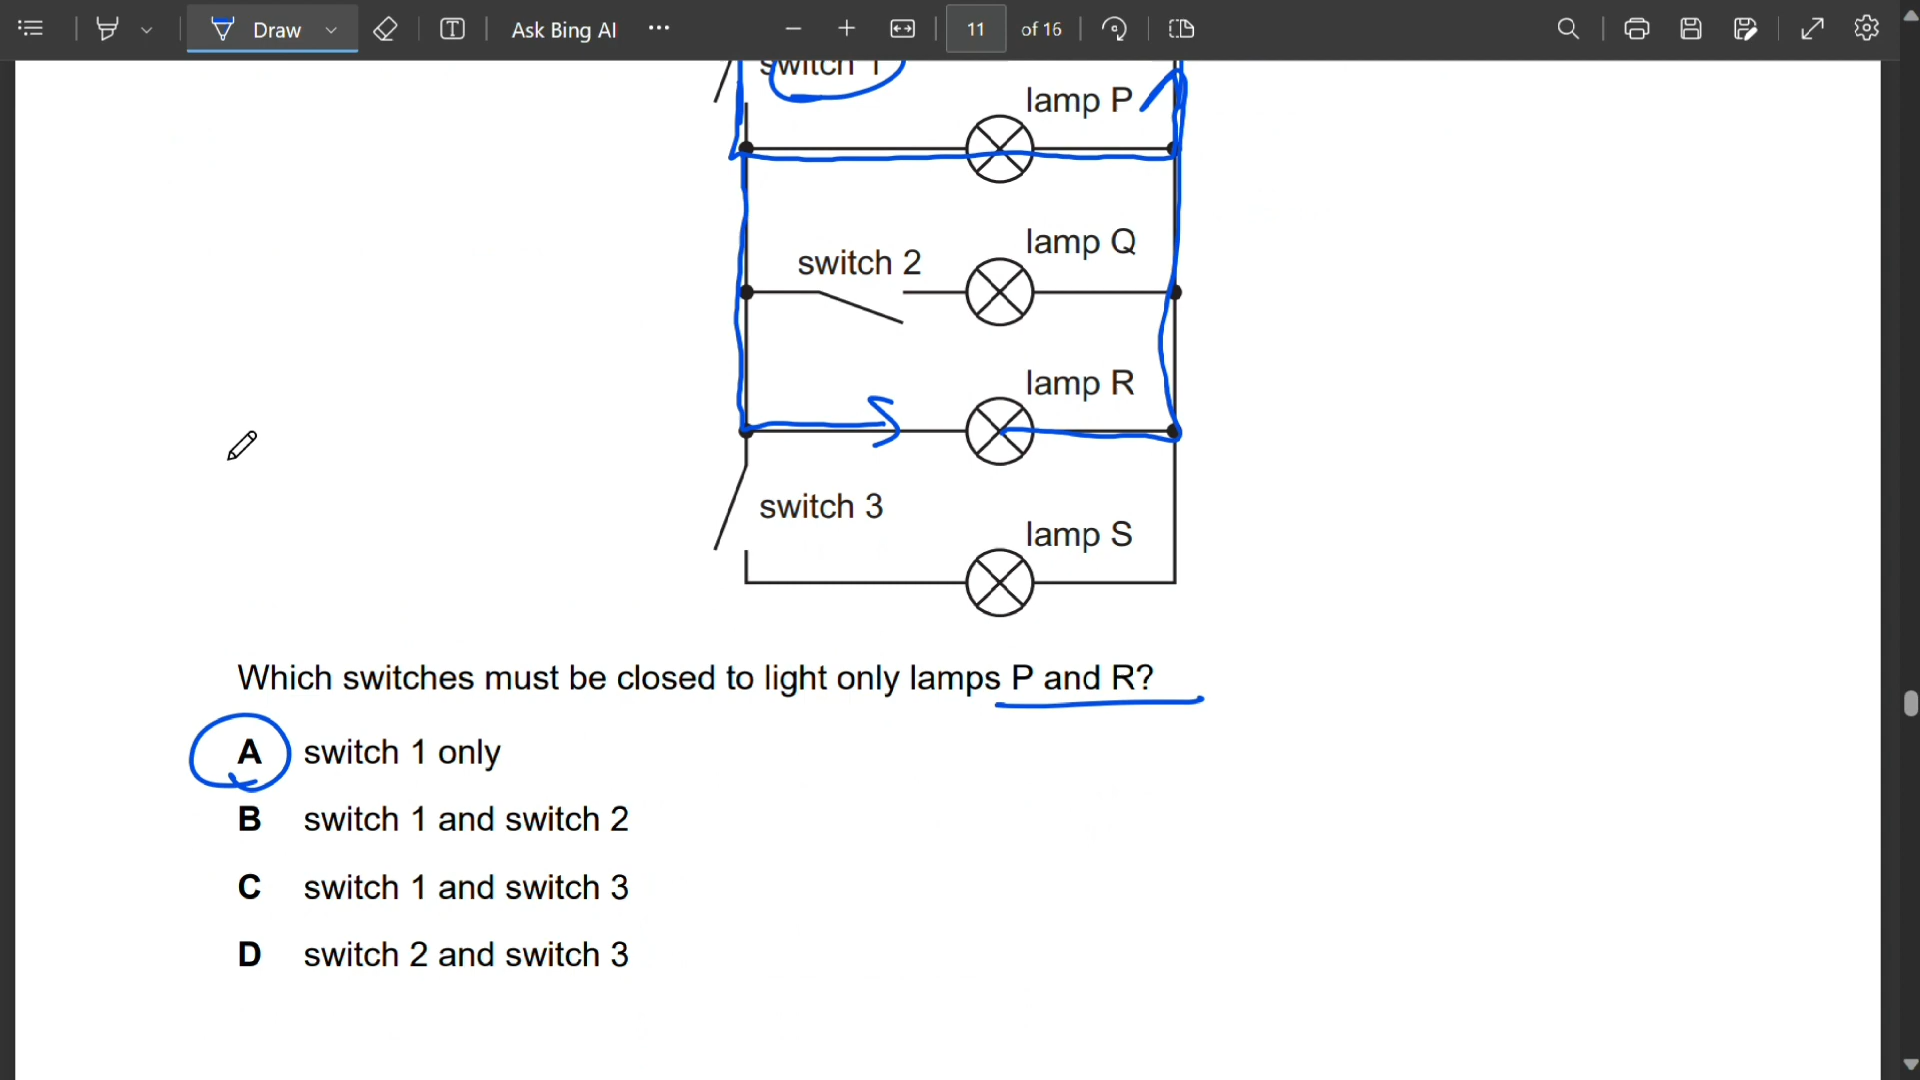 Draw
Ask Bing AI
11 of 16
switch 1
lamp P
lamp Q
switch 2
lamp R
switch 3
lamp S
Which switches must be closed to light only lamps P and R?
A switch 1 only
B switch 1 and switch 2
C switch 1 and switch 3
D switch 2 and switch 3